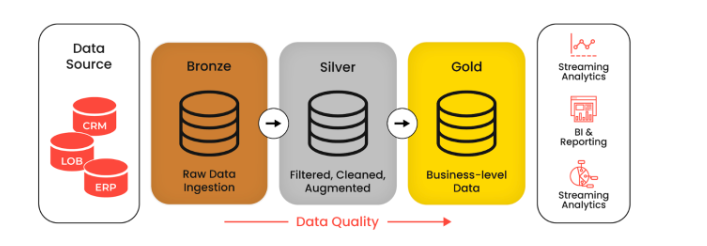 Data
Source
CRM
LOB
ERP
Bronze
Raw Data
Ingestion
Silver
Filtered, Cleaned,
Augmented
Gold
Business-level
Data
Streaming
Analytics
BI &
Reporting
Streaming
Analytics
Data Quality